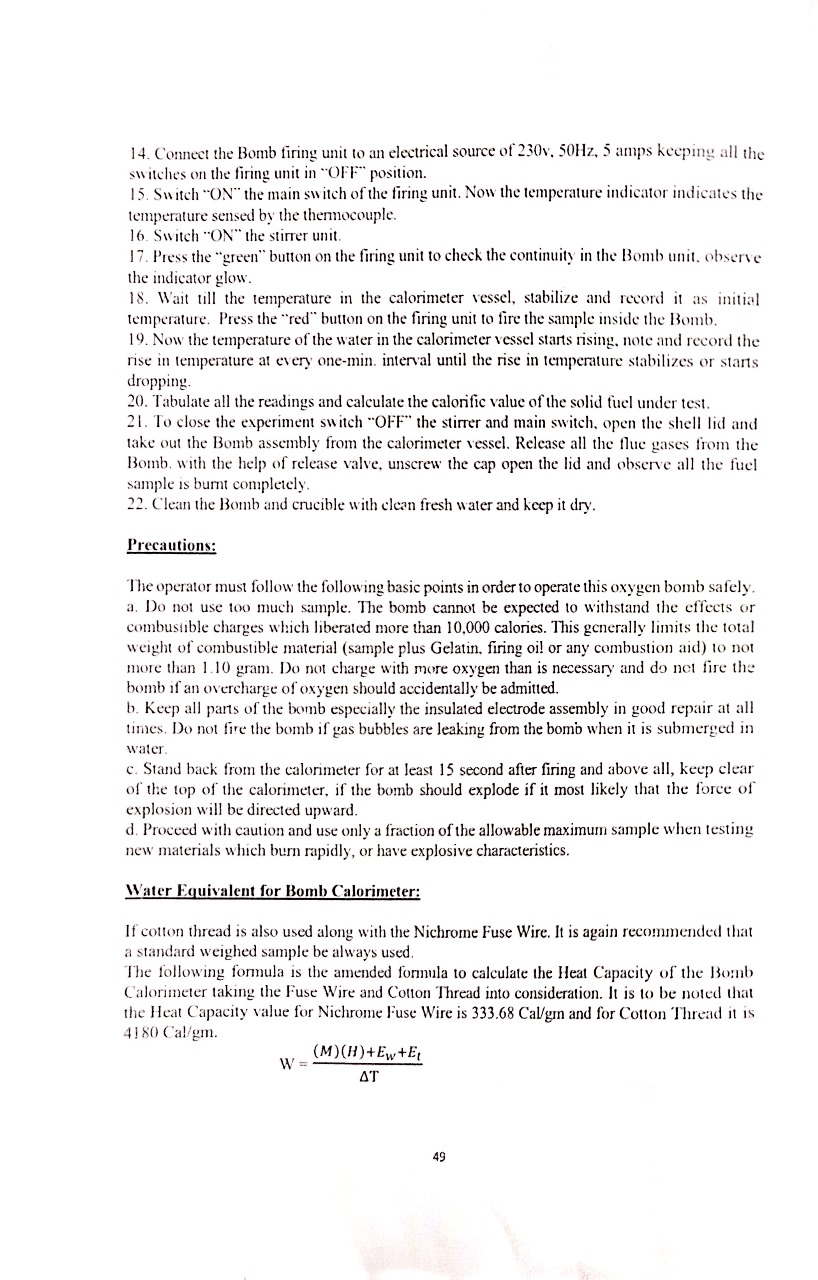 14. Connect the Bomb firing unit to an electrical source of 230v, 50Hz, 5 amps keeping all the
switches on the firing unit in "OFF" position.
15. Switch "ON" the main switch of the firing unit. Now the temperature indicator indicates the
temperature sensed by the thermocouple.
16. Switch "ON" the stirrer unit.
17. Press the "green" button on the firing unit to check the continuity in the Bomb unit, observe
the indicator glow.
18. Wait till the temperature in the calorimeter vessel, stabilize and record it as initial
temperature. Press the "red" button on the firing unit to fire the sample inside the Bomb.
19. Now the temperature of the water in the calorimeter vessel starts rising, note and record the
rise in temperature at every one-min. interval until the rise in temperature stabilizes or starts
dropping.
20. Tabulate all the readings and calculate the calorific value of the solid fuel under test.
21. To close the experiment switch "OFF" the stirrer and main switch, open the shell lid and
take out the Bomb assembly from the calorimeter vessel. Release all the flue gases from the
Bomb. with the help of release valve, unscrew the cap open the lid and observe all the fuel
sample is burnt completely.
22. Clean the Bomb and crucible with clean fresh water and keep it dry.
Precautions:
The operator must follow the following basic points in order to operate this oxygen bomb safely.
a. Do not use too much sample. The bomb cannot be expected to withstand the effects or
combustible charges which liberated more than 10,000 calories. This generally limits the total
weight of combustible material (sample plus Gelatin, firing oil or any combustion aid) to not
more than 1.10 gram. Do not charge with more oxygen than is necessary and do not fire the
bomb if an overcharge of oxygen should accidentally be admitted.
b. Keep all parts of the bomb especially the insulated electrode assembly in good repair at all
times. Do not fire the bomb if gas bubbles are leaking from the bomb when it is submerged in
water.
c. Stand back from the calorimeter for at least 15 second after firing and above all, keep clear
of the top of the calorimeter, if the bomb should explode if it most likely that the force of
explosion will be directed upward.
d. Proceed with caution and use only a fraction of the allowable maximum sample when testing
new materials which burn rapidly, or have explosive characteristics.
Water Equivalent for Bomb Calorimeter:
If cotton thread is also used along with the Nichrome Fuse Wire. It is again recommended that
a standard weighed sample be always used.
The following formula is the amended formula to calculate the Heat Capacity of the Bomb
Calorimeter taking the Fuse Wire and Cotton Thread into consideration. It is to be noted that
the Heat Capacity value for Nichrome Fuse Wire is 333.68 Cal/gm and for Cotton Thread it is
4180 Cal/gm.
W = (M)(H)+E_w+E_t / ΔT
49